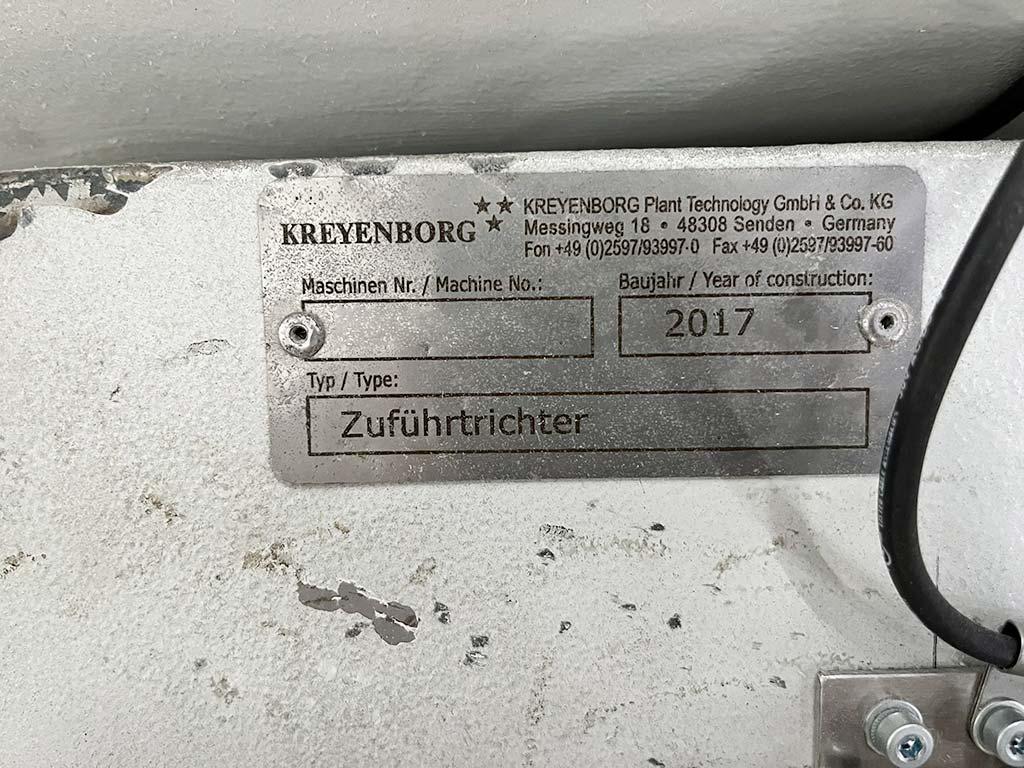 KREYENBORG
KREYENBORG Plant Technology GmbH & Co. KG
Messingweg 18 • 48308 Senden • Germany
Fon +49 (0)2597/93997-0 Fax +49 (0)2597/93997-60
Maschinen Nr. / Machine No.:
Baujahr / Year of construction:
2017
Typ / Type:
Zuführtrichter